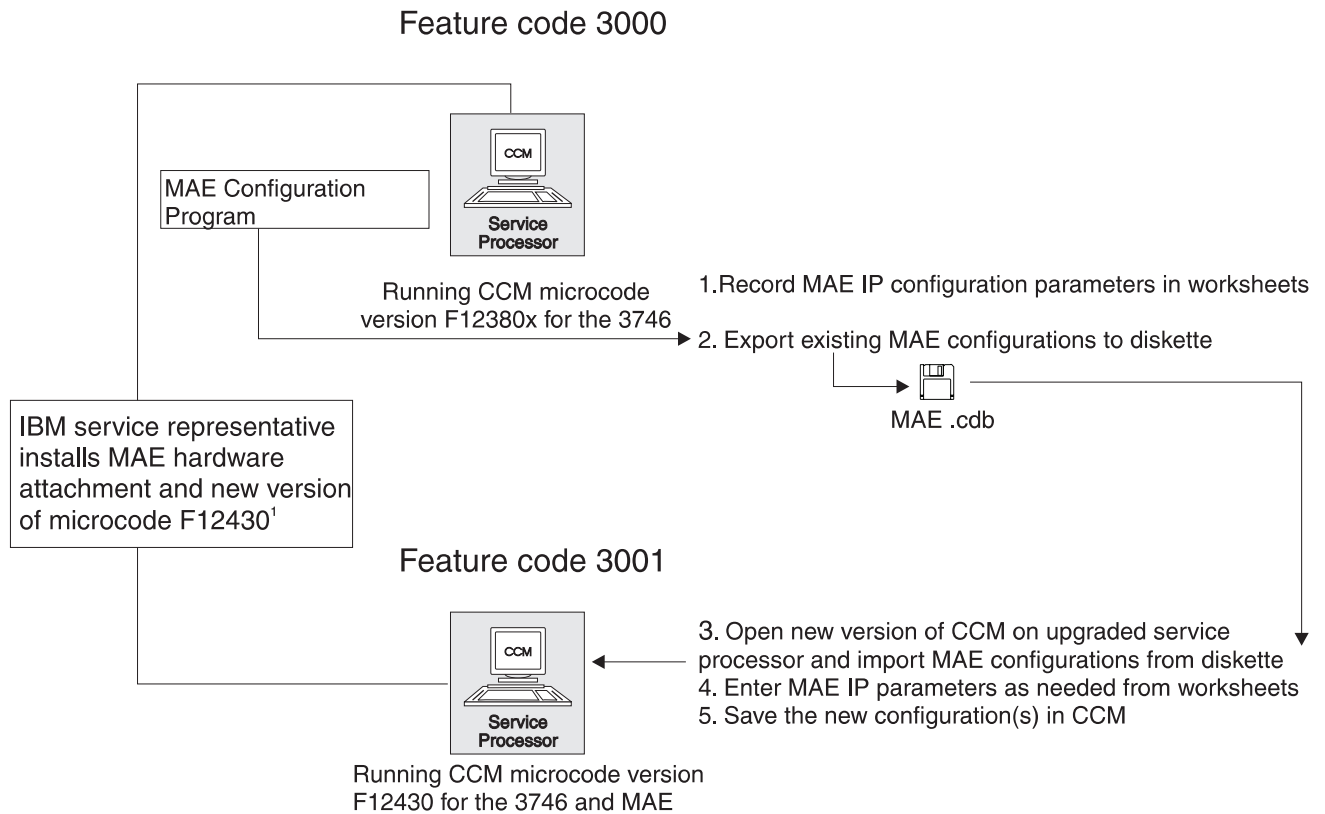 Feature code 3000
CCM
Service
Processor
MAE Configuration
Program
Running CCM microcode
version F12380x for the 3746
1.Record MAE IP configuration parameters in worksheets
2. Export existing MAE configurations to diskette
MAE .cdb
IBM service representative
installs MAE hardware
attachment and new version
of microcode F12430¹
Feature code 3001
CCM
Service
Processor
Running CCM microcode version
F12430 for the 3746 and MAE
3. Open new version of CCM on upgraded service
processor and import MAE configurations from diskette
4. Enter MAE IP parameters as needed from worksheets
5. Save the new configuration(s) in CCM